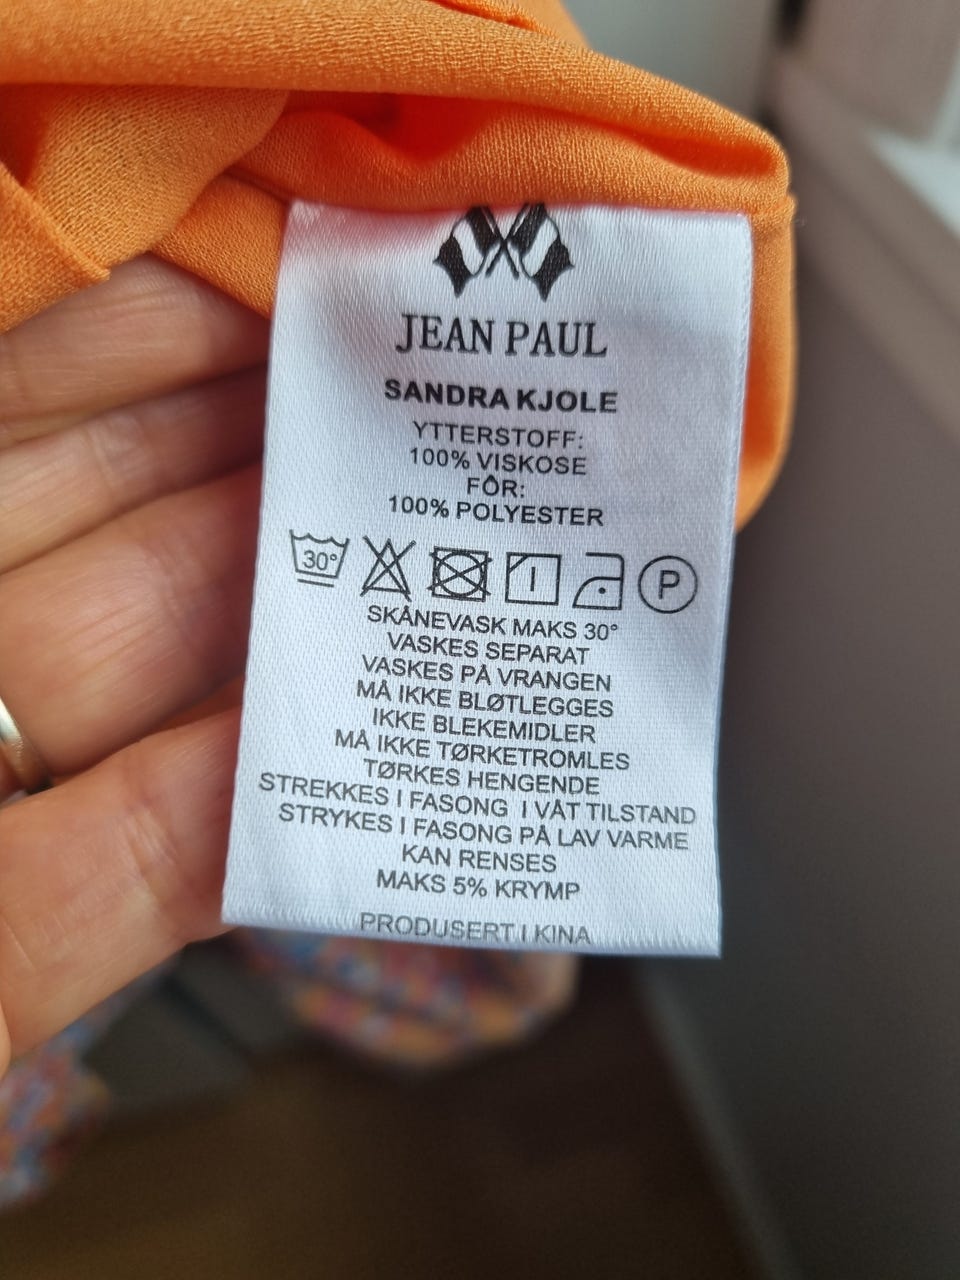 JEAN PAUL
SANDRA KJOLE
YTTERSTOFF:
100% VISKOSE
FÔR:
100% POLYESTER
30° P
SKÅNEVASK MAKS 30°
VASKES SEPARAT
VASKES PÅ VRANGEN
MÅ IKKE BLØTLEGGES
IKKE BLEKEMIDLER
MÅ IKKE TØRKETROMLES
TØRKES HENGENDE
STREKKES I FASONG I VÅT TILSTAND
STRYKES I FASONG PÅ LAV VARME
KAN RENSES
MAKS 5% KRYMP
PRODUSERT I KINA